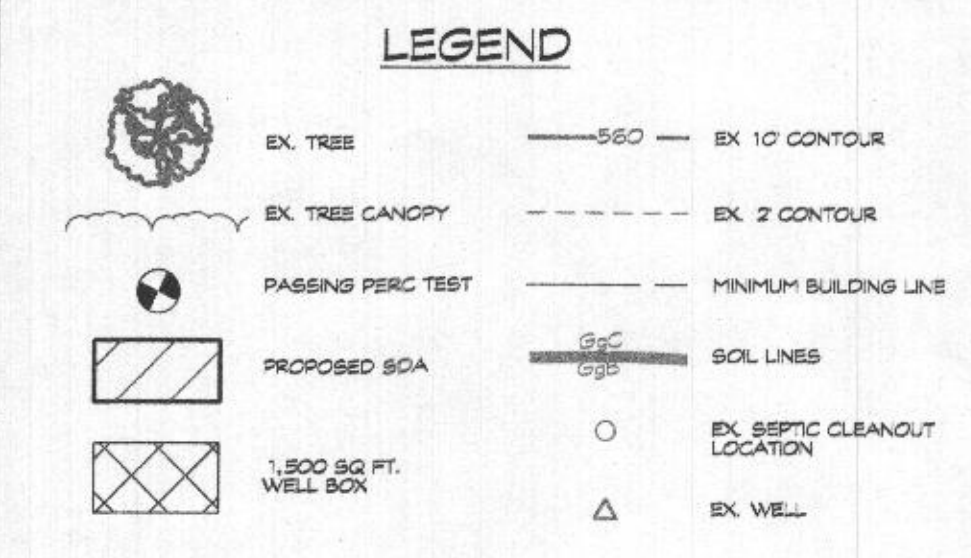 LEGEND
EX. TREE
EX. TREE CANOPY
PASSING PERC TEST
PROPOSED SDA
1,500 SQ FT.
WELL BOX
560
EX 10' CONTOUR
EX. 2' CONTOUR
MINIMUM BUILDING LINE
GgC
GgB
SOIL LINES
EX. SEPTIC CLEANOUT
LOCATION
EX. WELL